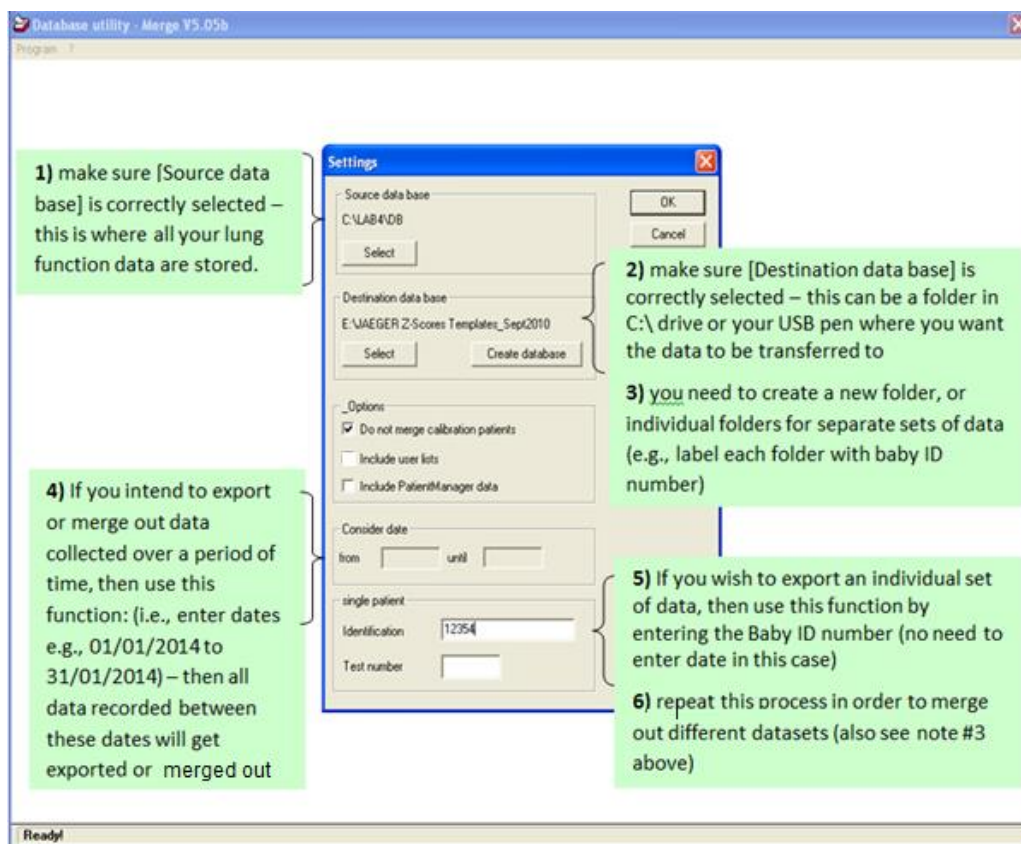 Database utility - Merge V5.05b
Program ?
1) make sure [Source data
base] is correctly selected –
this is where all your lung
function data are stored.
Settings
Source data base
C:\LAB4\DB
Select
OK
Cancel
Destination data base
E:\JAEGER Z-Scores Templates_Sept2010
Select
Create database
2) make sure [Destination data base] is
correctly selected – this can be a folder in
C:\ drive or your USB pen where you want
the data to be transferred to
3) you need to create a new folder, or
individual folders for separate sets of data
(e.g., label each folder with baby ID
number)
_Options
Do not merge calibration patients
Include user lists
Include PatientManager data
4) If you intend to export
or merge out data
collected over a period of
time, then use this
function: (i.e., enter dates
e.g., 01/01/2014 to
31/01/2014) – then all
data recorded between
these dates will get
exported or merged out
Consider date
from until
single patient
Identification 12354
Test number
5) If you wish to export an individual set
of data, then use this function by
entering the Baby ID number (no need to
enter date in this case)
6) repeat this process in order to merge
out different datasets (also see note #3
above)
Ready!